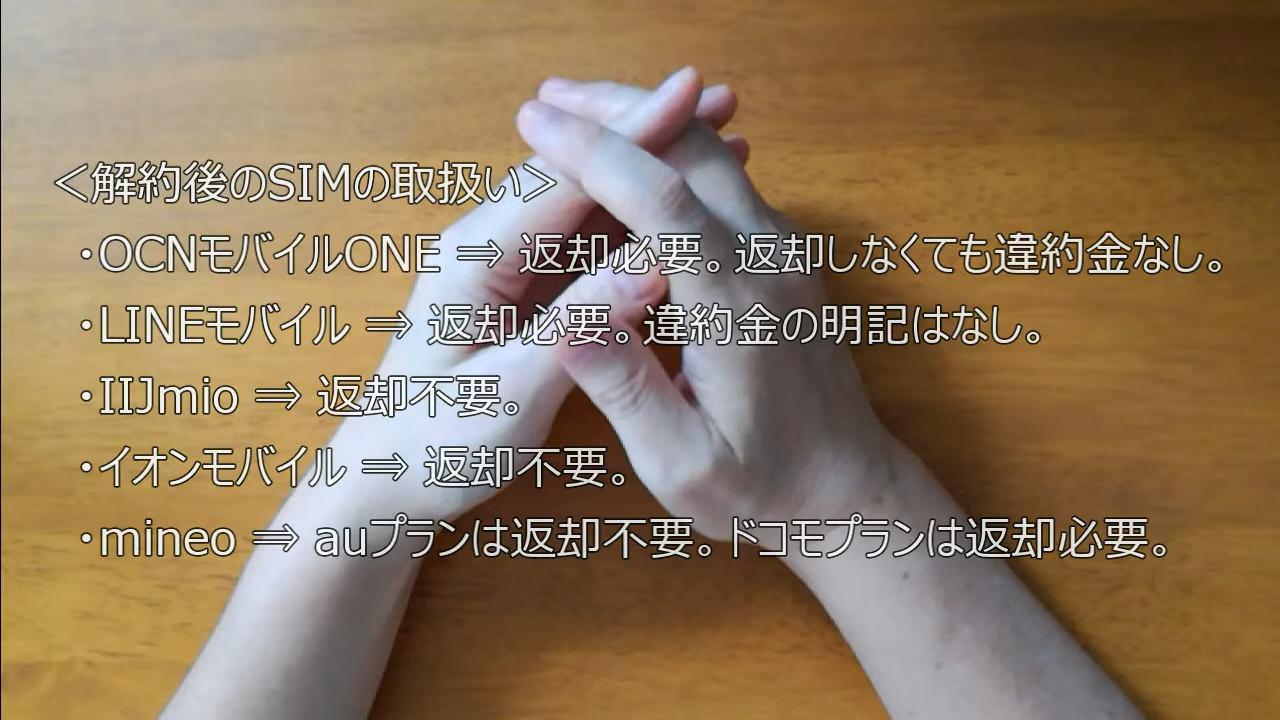 ＜解約後のSIMの取扱い＞
・OCNモバイルONE ⇒ 返却必要。返却しなくても違約金なし。
・LINEモバイル ⇒ 返却必要。違約金の明記はなし。
・IIJmio ⇒ 返却不要。
・イオンモバイル ⇒ 返却不要。
・mineo ⇒ auプランは返却不要。ドコモプランは返却必要。